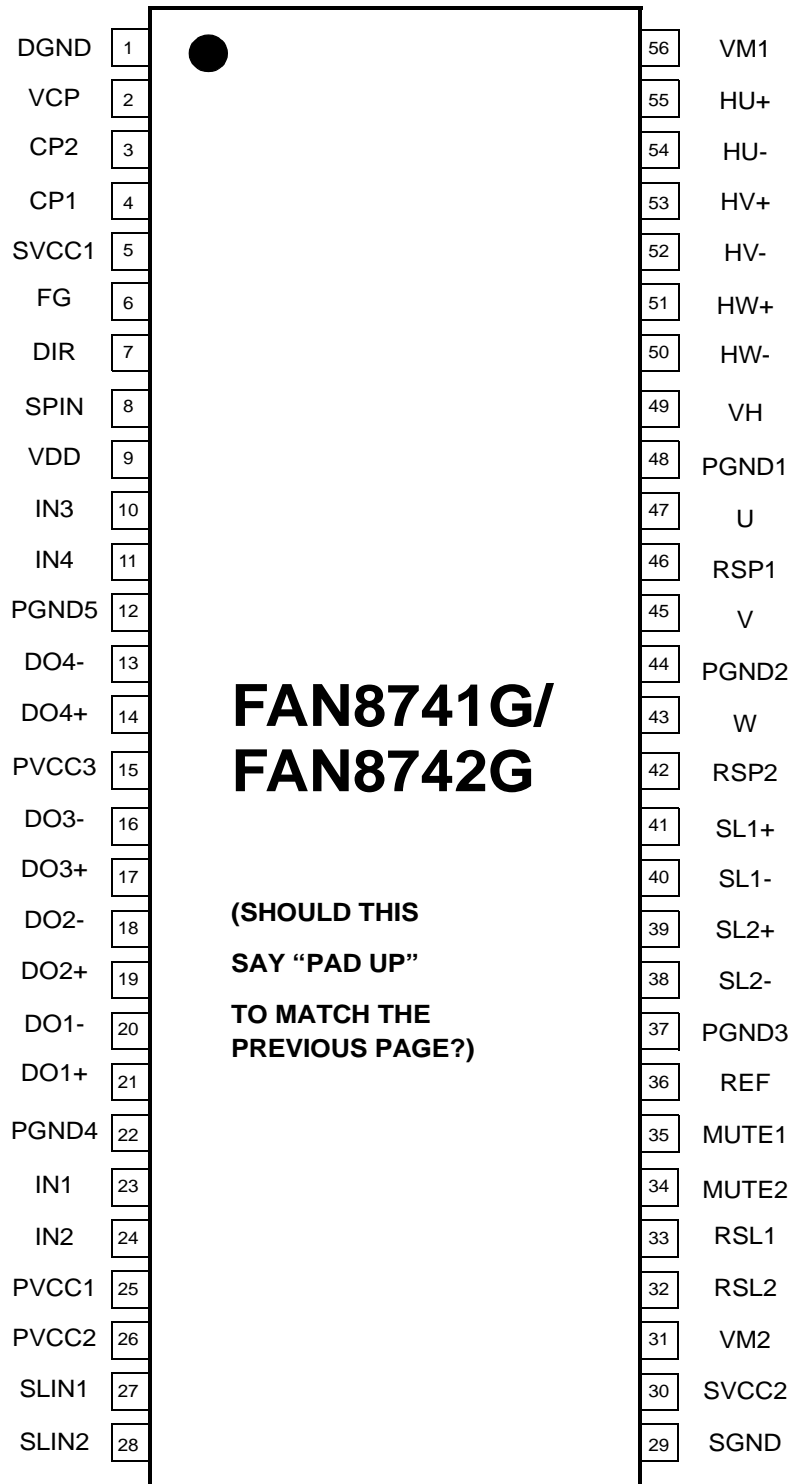 DGND 1 56 VM1
VCP 2 55 HU+
CP2 3 54 HU-
CP1 4 53 HV+
SVCC1 5 52 HV-
FG 6 51 HW+
DIR 7 50 HW-
SPIN 8 49 VH
VDD 9 48 PGND1
IN3 10 47 U
IN4 11 46 RSP1
PGND5 12 45 V
DO4- 13 44 PGND2
DO4+ 14 43 W
PVCC3 15 42 RSP2
DO3- 16 41 SL1+
DO3+ 17 40 SL1-
DO2- 18 39 SL2+
DO2+ 19 38 SL2-
DO1- 20 37 PGND3
DO1+ 21 36 REF
PGND4 22 35 MUTE1
IN1 23 34 MUTE2
IN2 24 33 RSL1
PVCC1 25 32 RSL2
PVCC2 26 31 VM2
SLIN1 27 30 SVCC2
SLIN2 28 29 SGND
FAN8741G/
FAN8742G
(SHOULD THIS
SAY “PAD UP”
TO MATCH THE
PREVIOUS PAGE?)